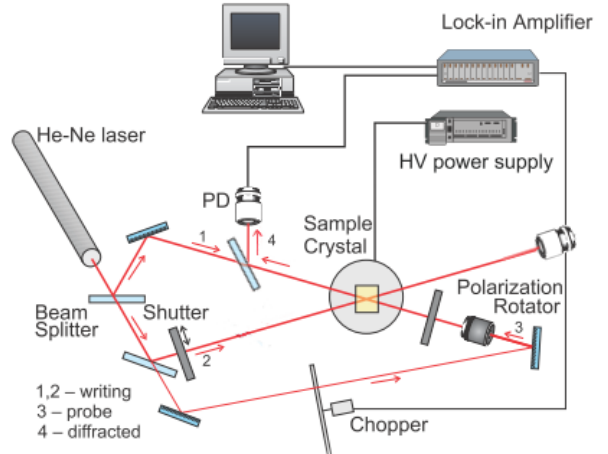 Lock-in Amplifier
He-Ne laser
HV power supply
PD
1
4
Sample
Crystal
Polarization
Rotator
Beam
Splitter
Shutter
2
3
1,2 – writing
3 – probe
4 – diffracted
Chopper